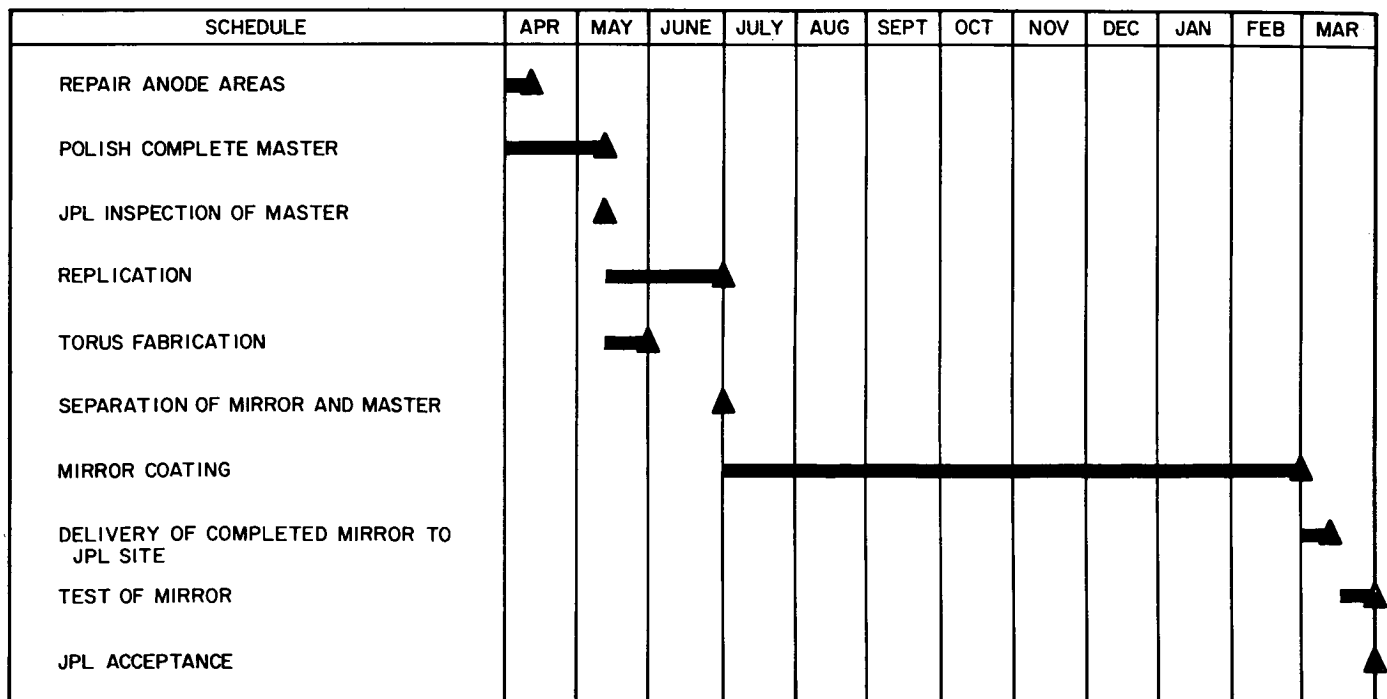 SCHEDULE APR MAY JUNE JULY AUG SEPT OCT NOV DEC JAN FEB MAR
REPAIR ANODE AREAS
POLISH COMPLETE MASTER
JPL INSPECTION OF MASTER
REPLICATION
TORUS FABRICATION
SEPARATION OF MIRROR AND MASTER
MIRROR COATING
DELIVERY OF COMPLETED MIRROR TO
JPL SITE
TEST OF MIRROR
JPL ACCEPTANCE